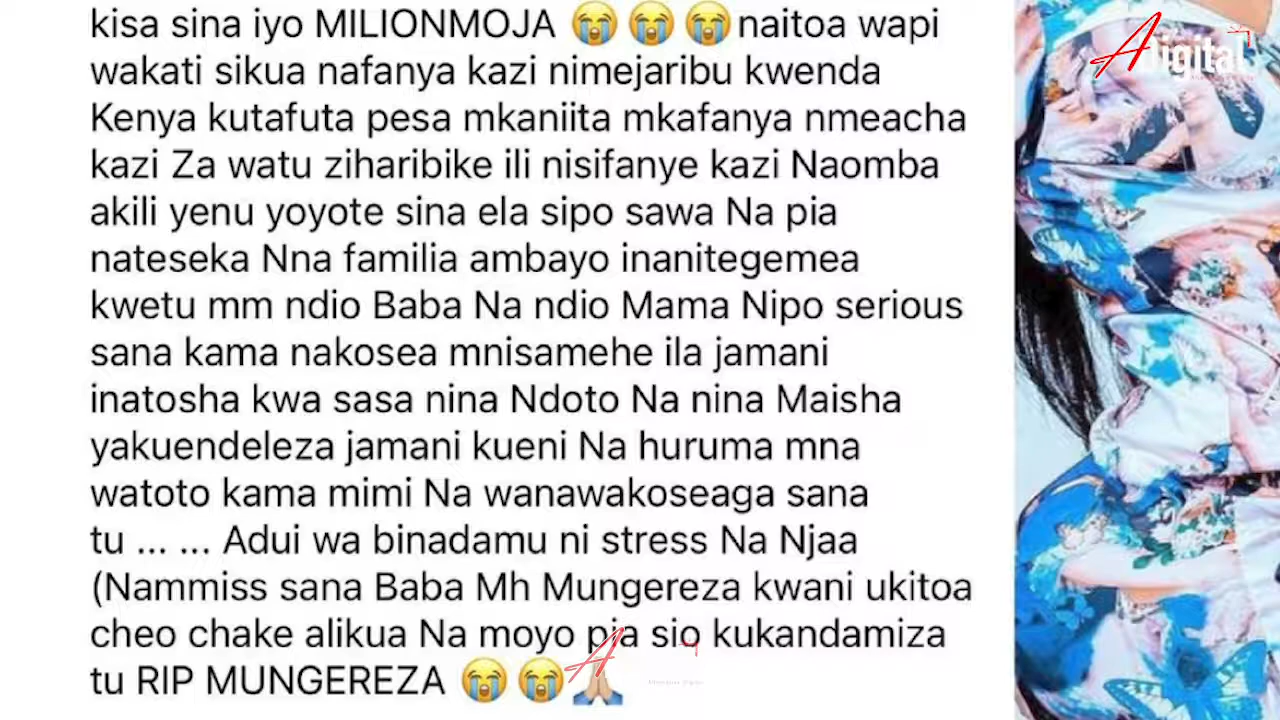 kisa sina iyo MILIONMOJA 😭😭😭naitoa wapi
wakati sikua nafanya kazi nimejaribu kwenda
Kenya kutafuta pesa mkaniita mkafanya nmeacha
kazi Za watu ziharibike ili nisifanye kazi Naomba
akili yenu yoyote sina ela sipo sawa Na pia
nateseka Nna familia ambayo inanitegemea
kwetu mm ndio Baba Na ndio Mama Nipo serious
sana kama nakosea mnisamehe ila jamani
inatosha kwa sasa nina Ndoto Na nina Maisha
yakuendeleza jamani kueni Na huruma mna
watoto kama mimi Na wanawakoseaga sana
tu ... ... Adui wa binadamu ni stress Na Njaa
(Nammiss sana Baba Mh Mungereza kwani ukitoa
cheo chake alikua Na moyo pia sio kukandamiza
tu RIP MUNGEREZA 😭😭🙏🏼
A Digital
A